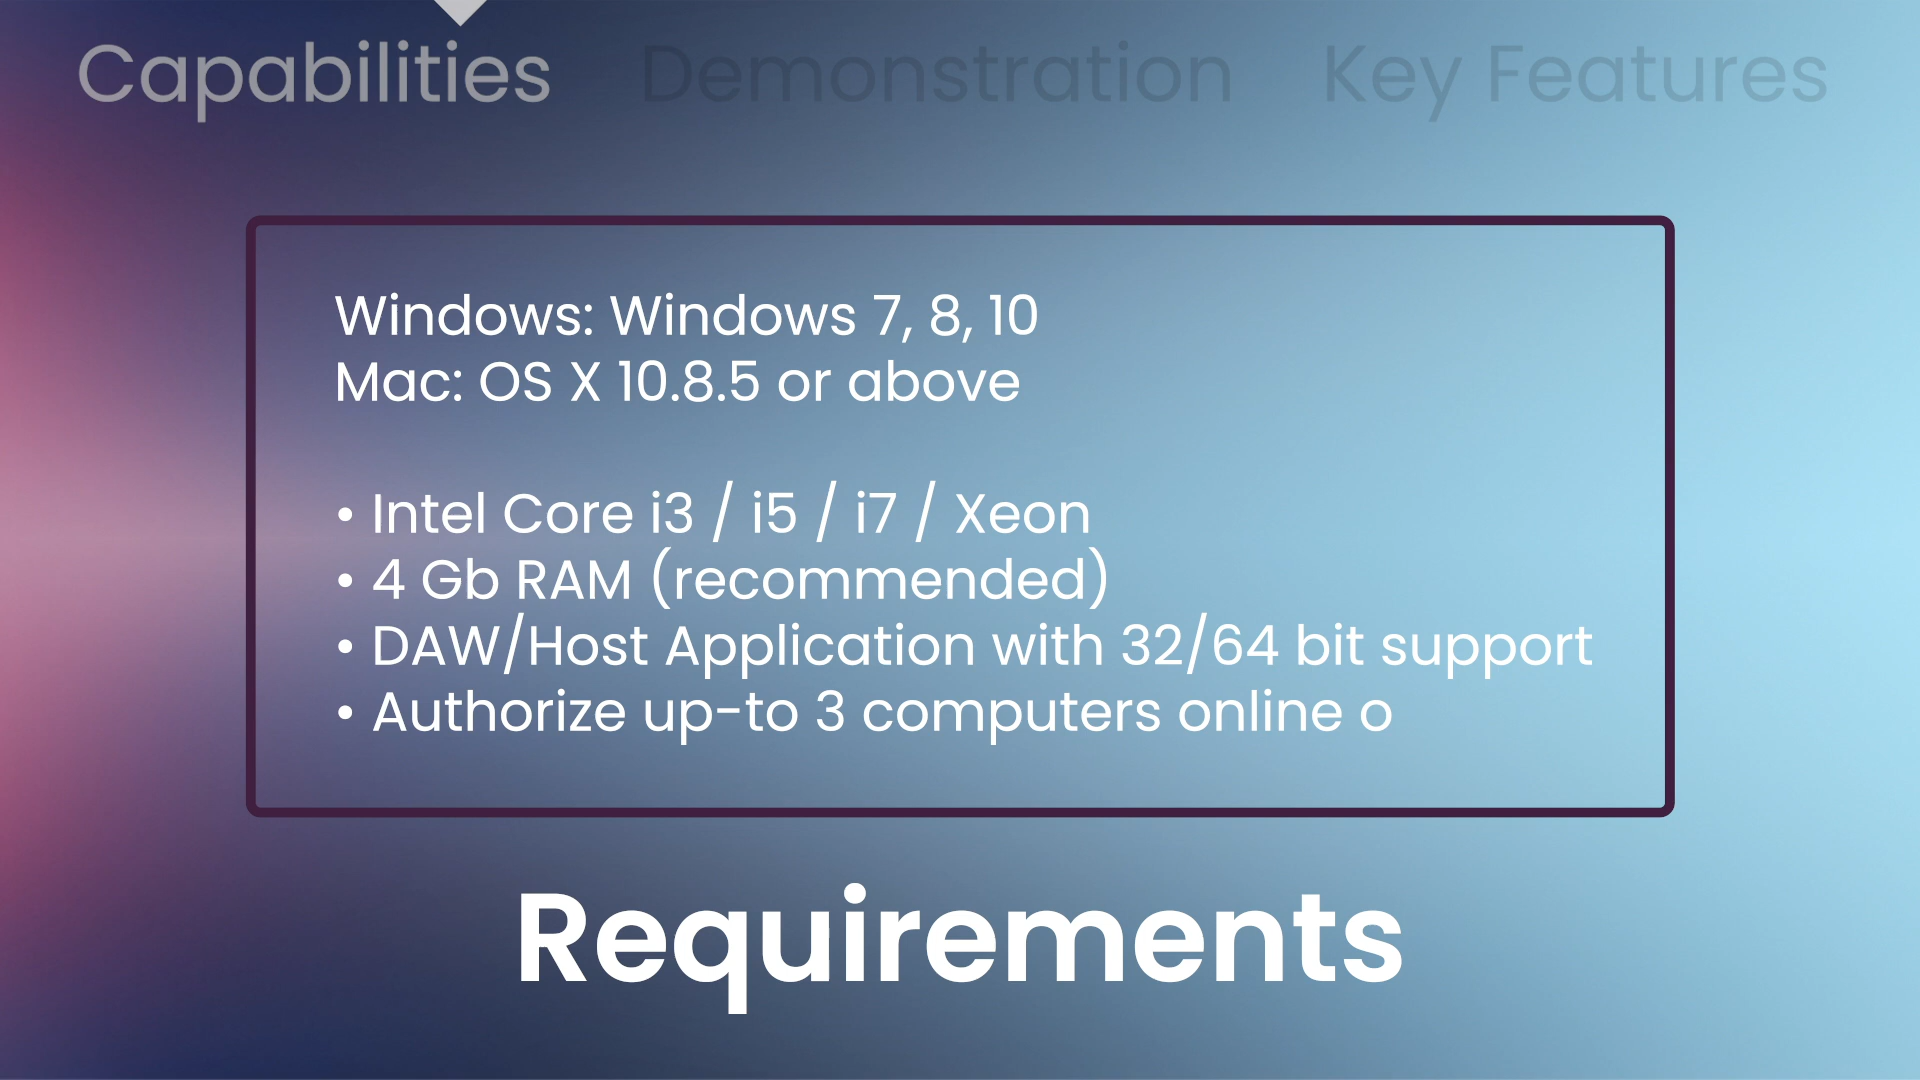 Capabilities Demonstration Key Features
Windows: Windows 7, 8, 10
Mac: OS X 10.8.5 or above
• Intel Core i3 / i5 / i7 / Xeon
• 4 Gb RAM (recommended)
• DAW/Host Application with 32/64 bit support
• Authorize up-to 3 computers online o
Requirements